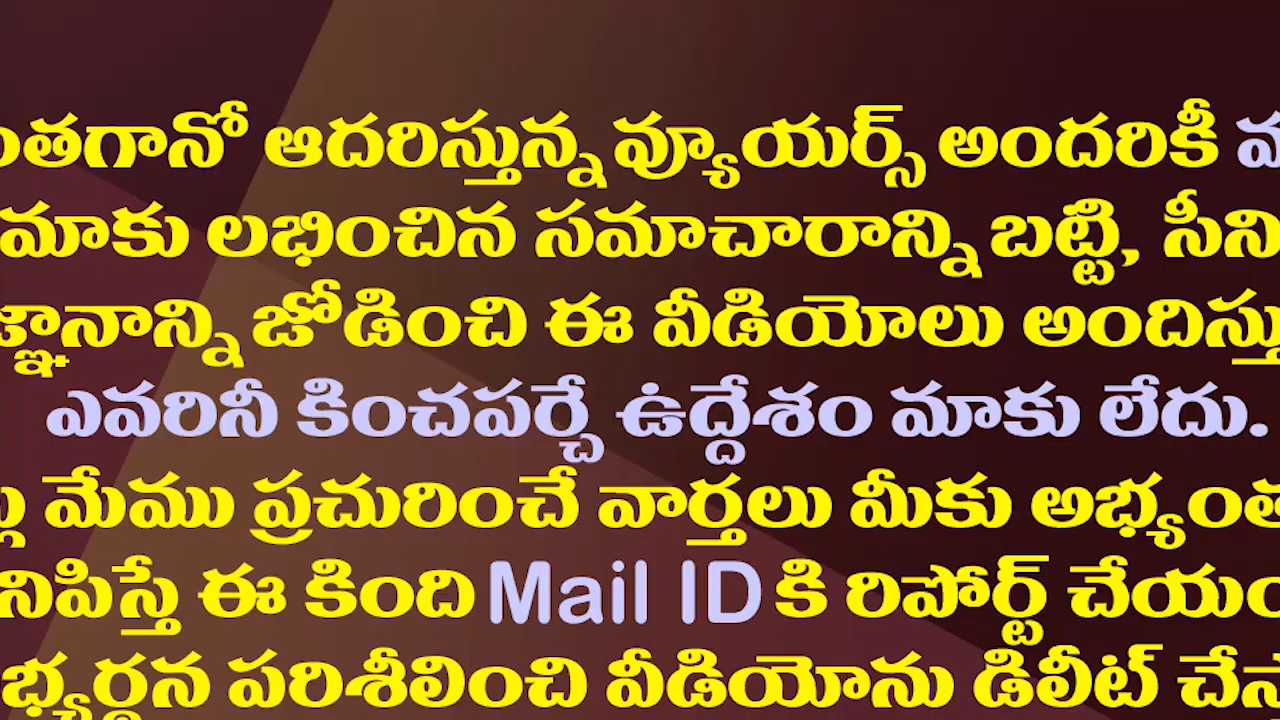 ంతగానో ఆదరిస్తున్న వ్యూయర్స్ అందరికీ
మాకు లభించిన సమాచారాన్ని బట్టి, సీని
జ్ఞానాన్ని జోడించి ఈ వీడియోలు అందిస్తు
ఎవరినీ కించపర్చే ఉద్దేశం మాకు లేదు.
మేము ప్రచురించే వార్తలు మీకు అభ్యంత
నిపిస్తే ఈ కింది Mail ID కి రిపోర్ట్ చేయం
భ్యర్థన పరిశీలించి వీడియోను డిలీట్ చేస